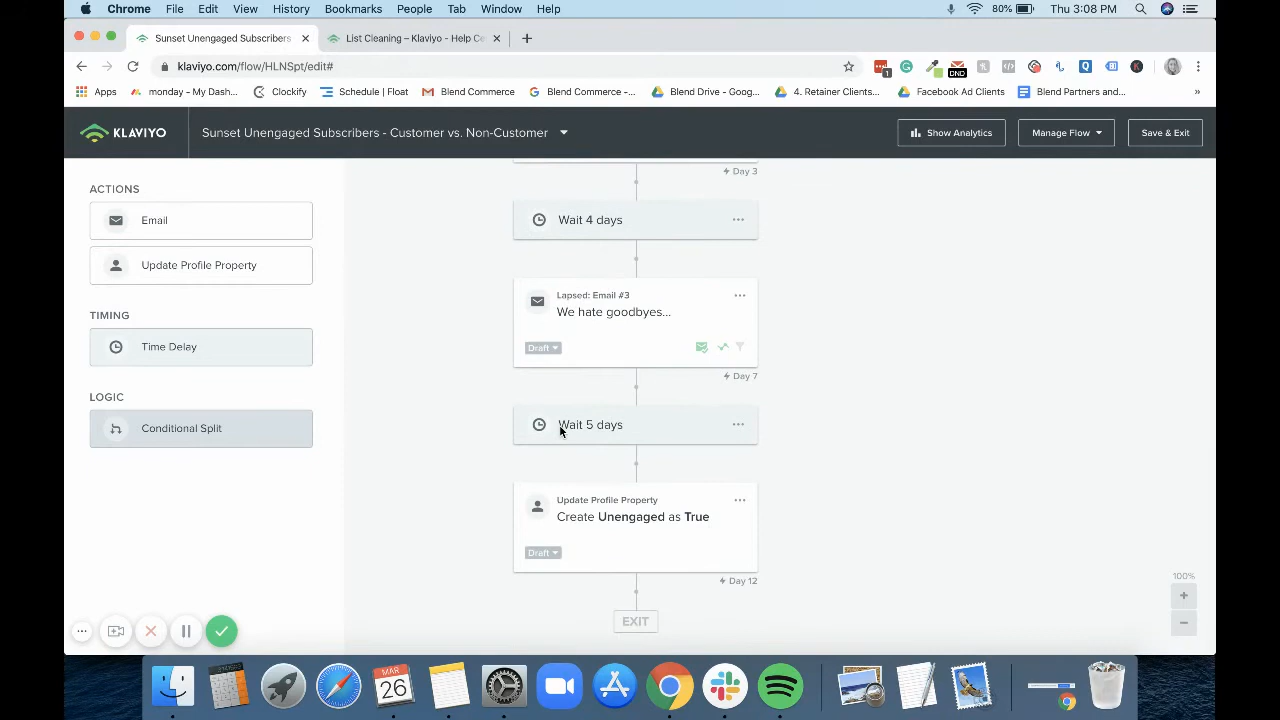 Chrome File Edit View History Bookmarks People Tab Window Help 80% Thu 3:08 PM
Sunset Unengaged Subscribers × List Cleaning – Klaviyo - Help Ce × +
klaviyo.com/flow/HLNSpt/edit#
1 DND
Apps monday – My Dash... Clockify Schedule | Float Blend Commerce... Blend Commerce -... Blend Drive - Goog... 4. Retainer Clients... Facebook Ad Clients Blend Partners and... »
KLAVIYO Sunset Unengaged Subscribers - Customer vs. Non-Customer Show Analytics Manage Flow Save & Exit
ACTIONS
Email
Update Profile Property
TIMING
Time Delay
LOGIC
Conditional Split
Day 3
Wait 4 days
Lapsed: Email #3
We hate goodbyes...
Draft
Day 7
Wait 5 days
Update Profile Property
Create Unengaged as True
Draft
Day 12
EXIT
100%
+
−
MAR
26